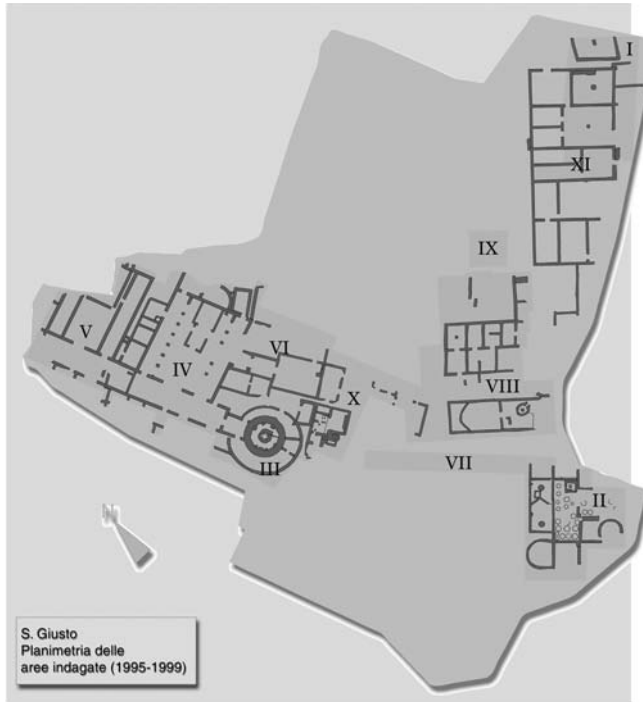 I
XI
IX
V
VI
IV
VIII
X
III
VII
II
N
S. Giusto
Planimetria delle
aree indagate (1995-1999)